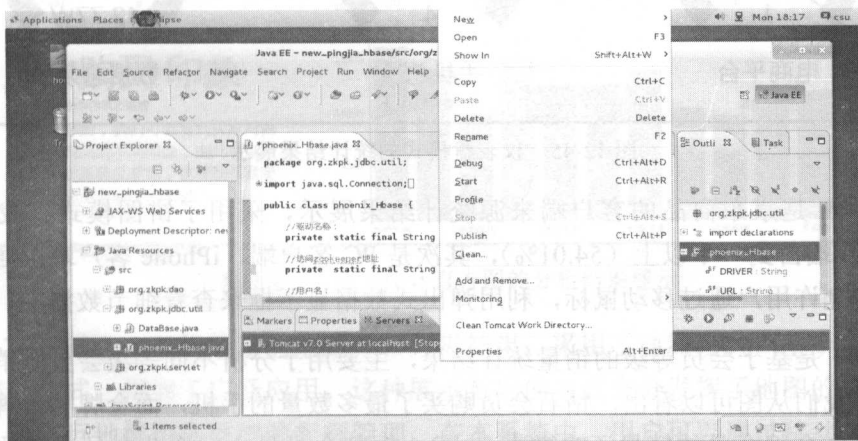 Applications Places
Mon 18:17 csu
Java EE - new_pingjia_hbase/src/org/z
File Edit Source Refactor Navigate Search Project Run Window Help
Java EE
Project Explorer
new_pingjia_hbase
JAX-WS Web Services
Deployment Descriptor: new
Java Resources
src
org.zkpk.dao
org.zkpk.jdbc.util
DataBase.java
phoenix_Hbase.java
org.zkpk.servlet
Libraries
JavaScript Resources
1 items selected
*phoenix_Hbase.java
package org.zkpk.jdbc.util;
import java.sql.Connection;
public class phoenix_Hbase {
//驱动名称:
private static final String
//访问zookeeper地址
private static final String
//用户名:
Markers Properties Servers
Tomcat v7.0 Server at localhost [Stop
New
Open F3
Show In Shift+Alt+W
Copy Ctrl+C
Paste Ctrl+V
Delete Delete
Rename F2
Debug Ctrl+Alt+D
Start Ctrl+Alt+R
Profile
Stop Ctrl+Alt+S
Publish Ctrl+Alt+P
Clean...
Add and Remove...
Monitoring
Clean Tomcat Work Directory...
Properties Alt+Enter
Outli Task
org.zkpk.jdbc.util
import declarations
phoenix_Hbase
DRIVER : String
URL : String